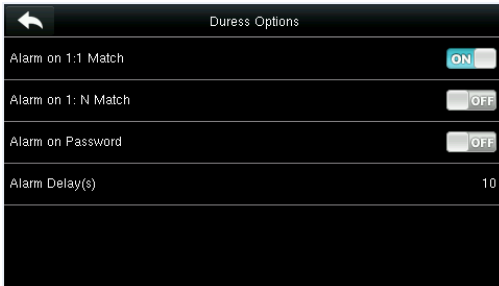 Duress Options
Alarm on 1:1 Match ON
Alarm on 1: N Match OFF
Alarm on Password OFF
Alarm Delay(s) 10